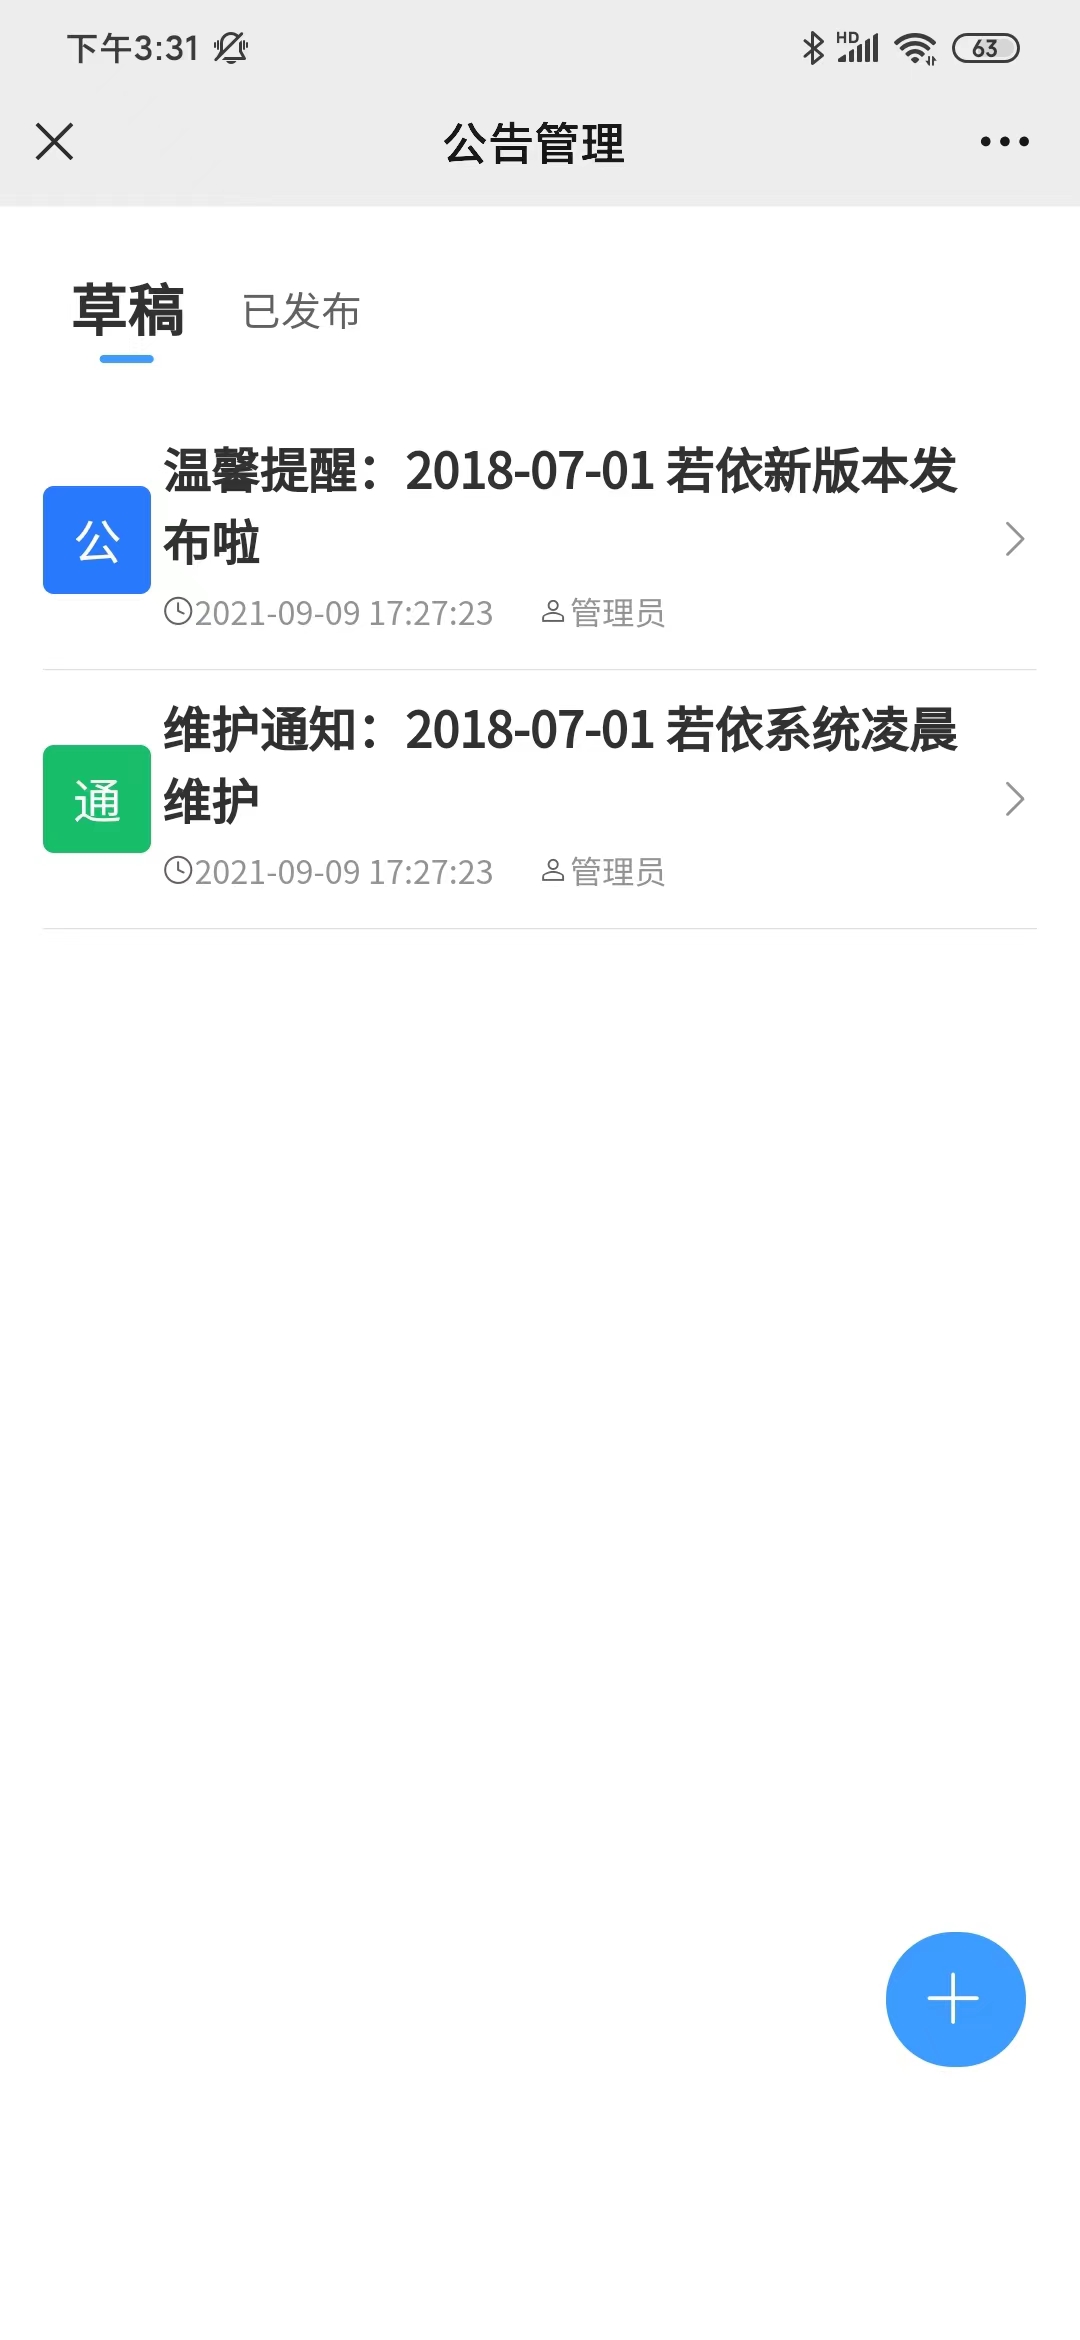 下午3:31
HD
63
公告管理
草稿 已发布
温馨提醒：2018-07-01 若依新版本发
公
布啦
2021-09-09 17:27:23 管理员
维护通知：2018-07-01 若依系统凌晨
通
维护
2021-09-09 17:27:23 管理员